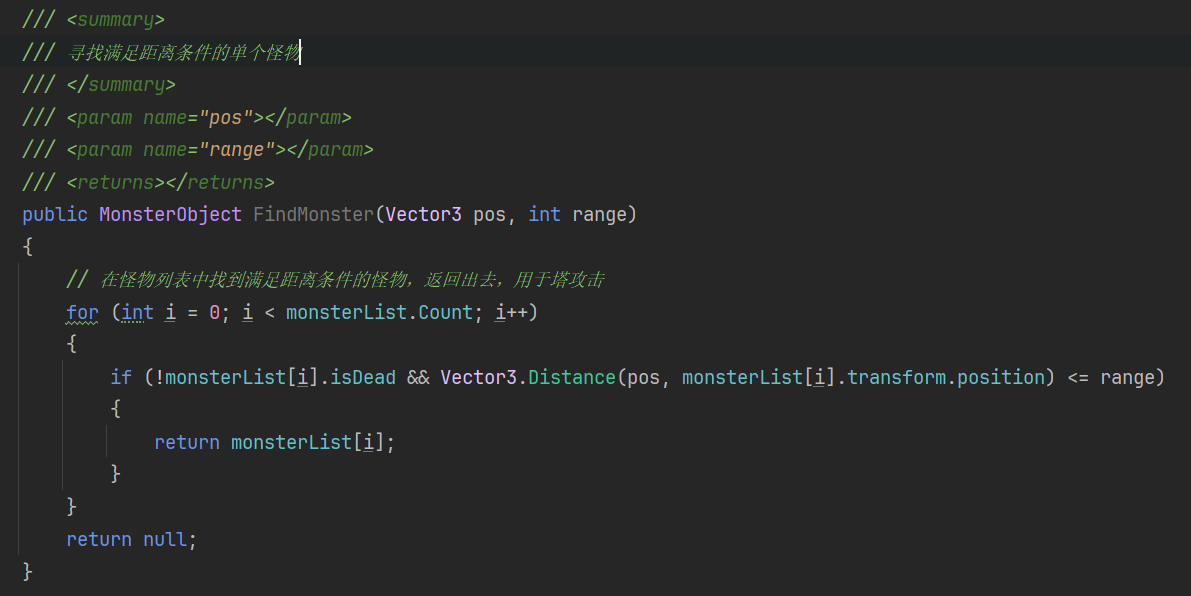 /// <summary>
/// 寻找满足距离条件的单个怪物
/// </summary>
/// <param name="pos"></param>
/// <param name="range"></param>
/// <returns></returns>
public MonsterObject FindMonster(Vector3 pos, int range)
{
    // 在怪物列表中找到满足距离条件的怪物，返回出去，用于塔攻击
    for (int i = 0; i < monsterList.Count; i++)
    {
        if (!monsterList[i].isDead && Vector3.Distance(pos, monsterList[i].transform.position) <= range)
        {
            return monsterList[i];
        }
    }
    return null;
}